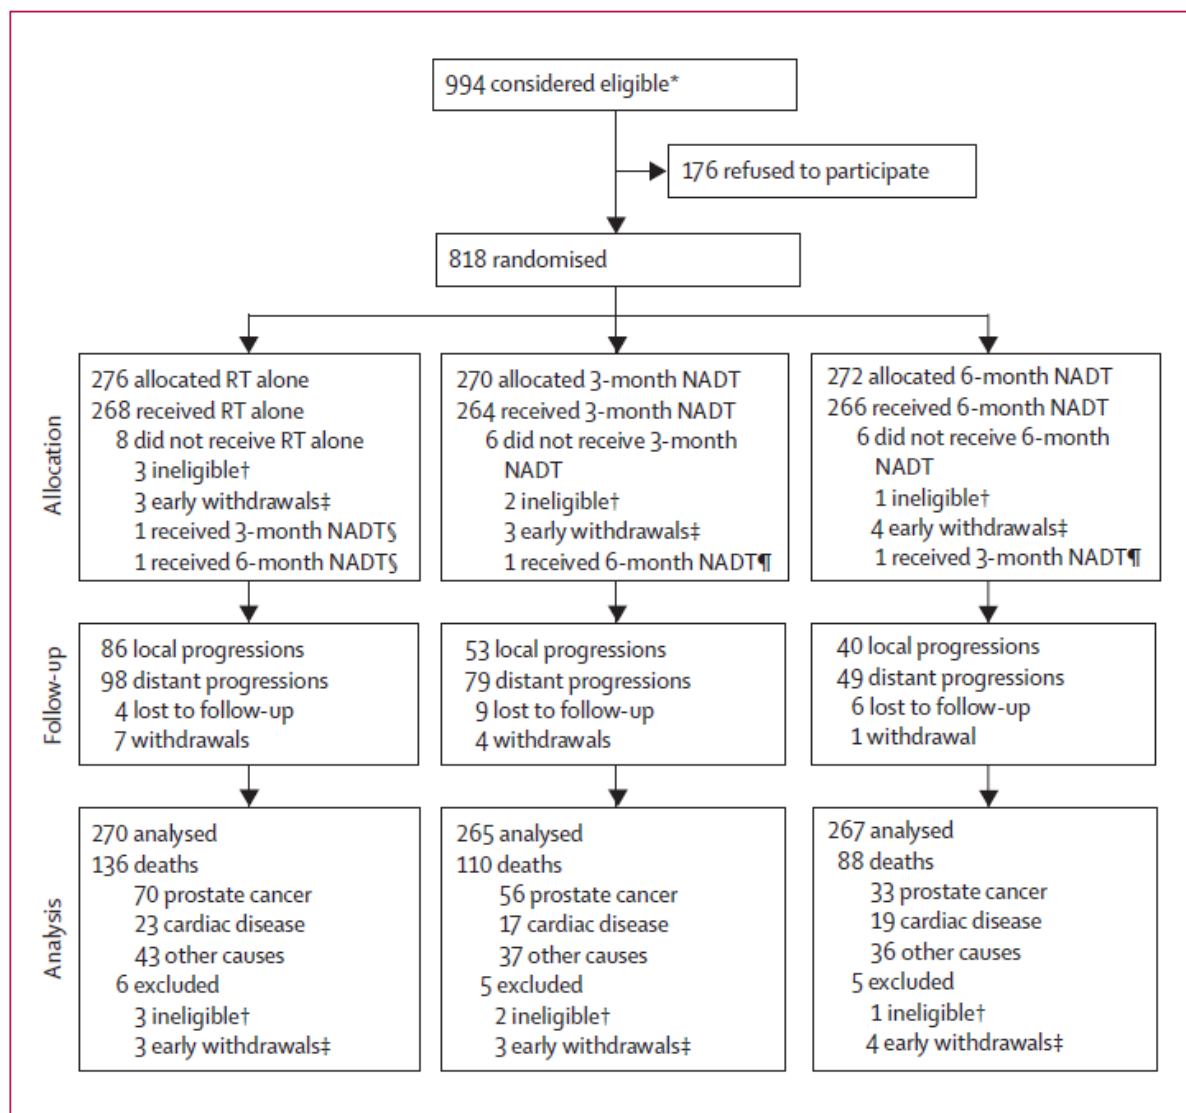 994 considered eligible*
176 refused to participate
818 randomised
Allocation
276 allocated RT alone
268 received RT alone
8 did not receive RT alone
3 ineligible†
3 early withdrawals‡
1 received 3-month NADT§
1 received 6-month NADT§
270 allocated 3-month NADT
264 received 3-month NADT
6 did not receive 3-month
NADT
2 ineligible†
3 early withdrawals‡
1 received 6-month NADT¶
272 allocated 6-month NADT
266 received 6-month NADT
6 did not receive 6-month
NADT
1 ineligible†
4 early withdrawals‡
1 received 3-month NADT¶
Follow-up
86 local progressions
98 distant progressions
4 lost to follow-up
7 withdrawals
53 local progressions
79 distant progressions
9 lost to follow-up
4 withdrawals
40 local progressions
49 distant progressions
6 lost to follow-up
1 withdrawal
Analysis
270 analysed
136 deaths
70 prostate cancer
23 cardiac disease
43 other causes
6 excluded
3 ineligible†
3 early withdrawals‡
265 analysed
110 deaths
56 prostate cancer
17 cardiac disease
37 other causes
5 excluded
2 ineligible†
3 early withdrawals‡
267 analysed
88 deaths
33 prostate cancer
19 cardiac disease
36 other causes
5 excluded
1 ineligible†
4 early withdrawals‡